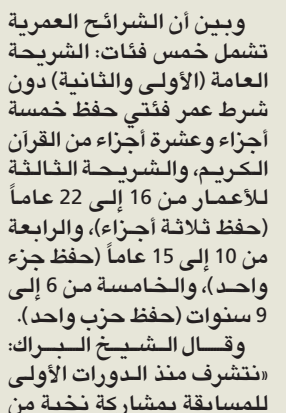 وبين أن الشرائح العمرية
تشمل خمس فئات: الشريحة
العامة (الأولى والثانية) دون
شرط عمر فئتي حفظ خمسة
أجزاء وعشرة أجزاء من القرآن
الكريم، والشريحة الثالثة
للأعمار من 16 إلى 22 عاماً
(حفظ ثلاثة أجزاء)، والرابعة
من 10 إلى 15 عاماً (حفظ جزء
واحد)، والخامسة من 6 إلى
9 سنوات (حفظ حزب واحد).
وقال الشيخ البراك:
«نتشرف منذ الدورات الأولى
للمسابقة بمشاركة نخبة من